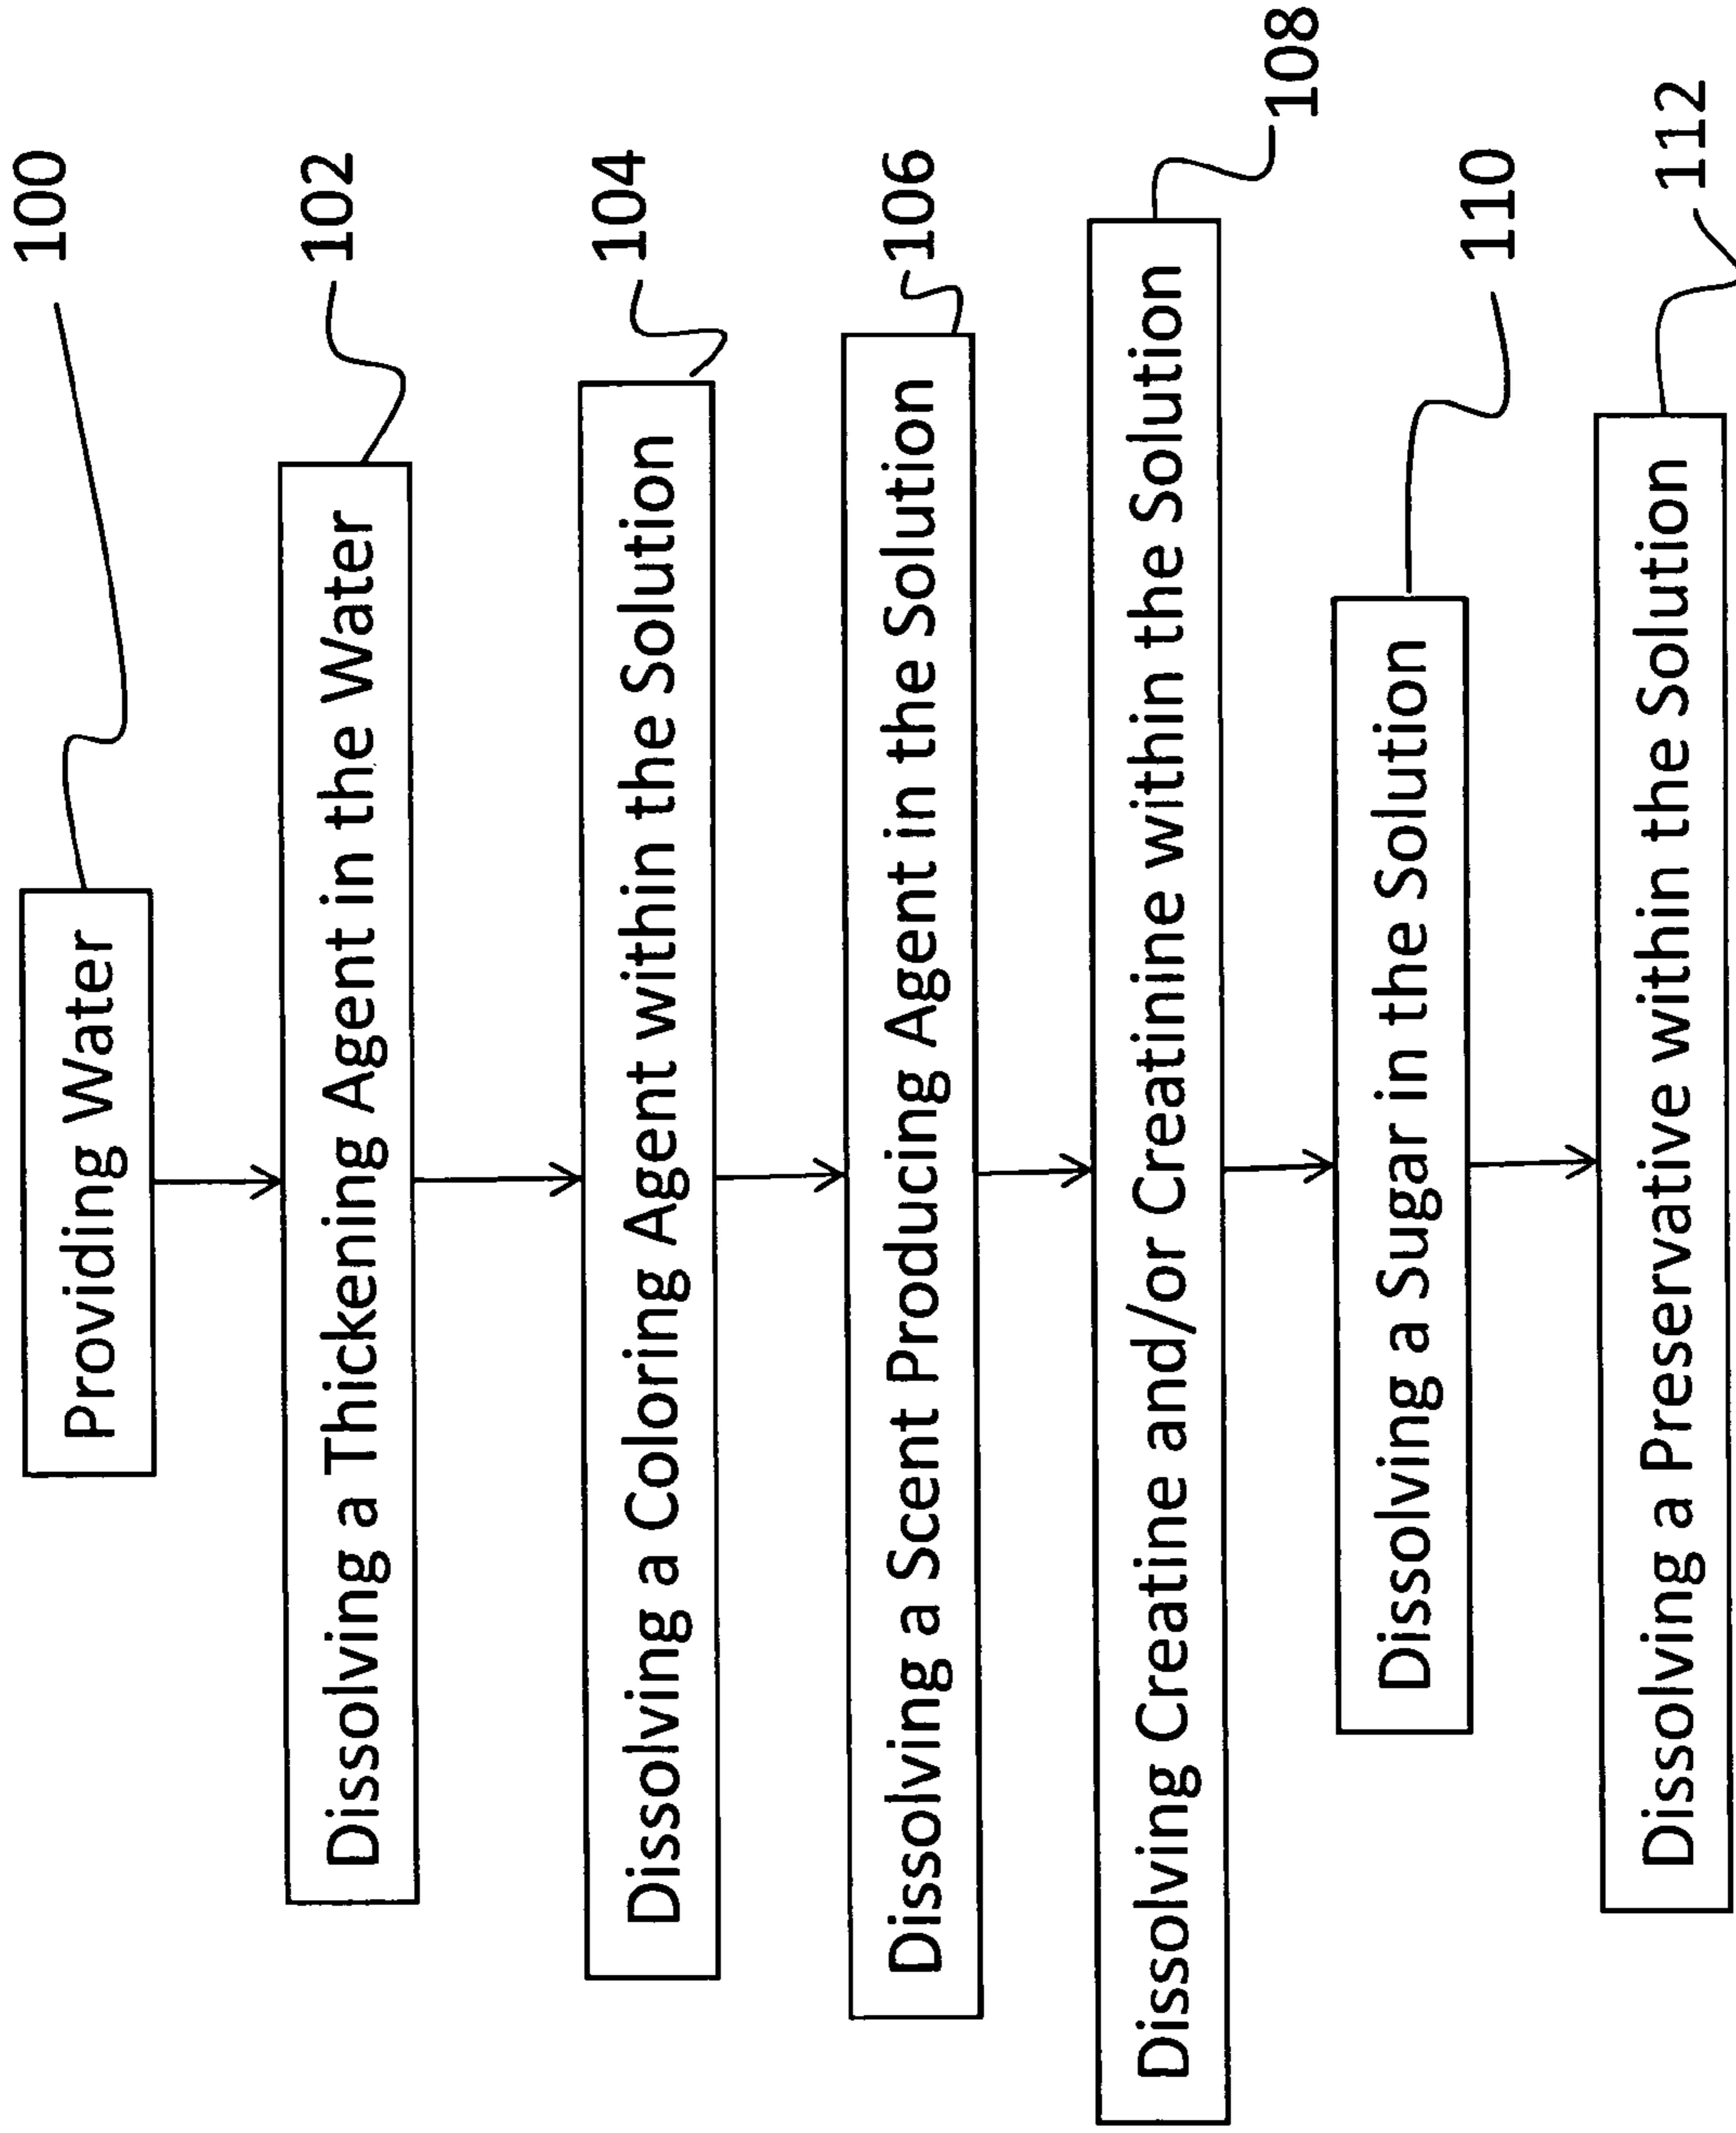 Providing Water
100
Dissolving a Thickening Agent in the Water
102
Dissolving a Coloring Agent within the Solution
104
Dissolving a Scent Producing Agent in the Solution
106
Dissolving Creatine and/or Creatinine within the Solution
108
Dissolving a Sugar in the Solution
110
Dissolving a Preservative within the Solution
112